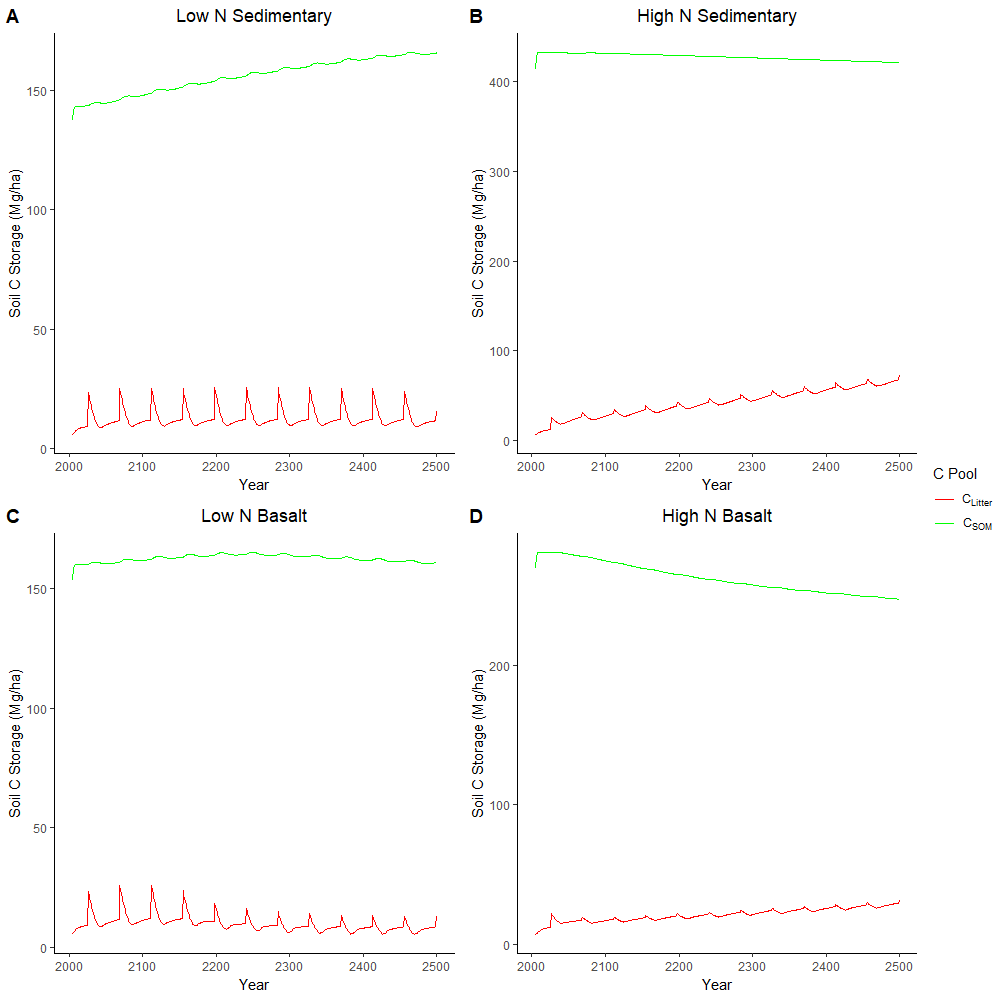 A
Low N Sedimentary
Soil C Storage (Mg/ha)
150
100
50
0
2000 2100 2200 2300 2400 2500
Year
B
High N Sedimentary
Soil C Storage (Mg/ha)
400
300
200
100
0
2000 2100 2200 2300 2400 2500
Year
C
Low N Basalt
Soil C Storage (Mg/ha)
150
100
50
0
2000 2100 2200 2300 2400 2500
Year
D
High N Basalt
Soil C Storage (Mg/ha)
200
100
0
2000 2100 2200 2300 2400 2500
Year
C Pool
CLitter
CSOM